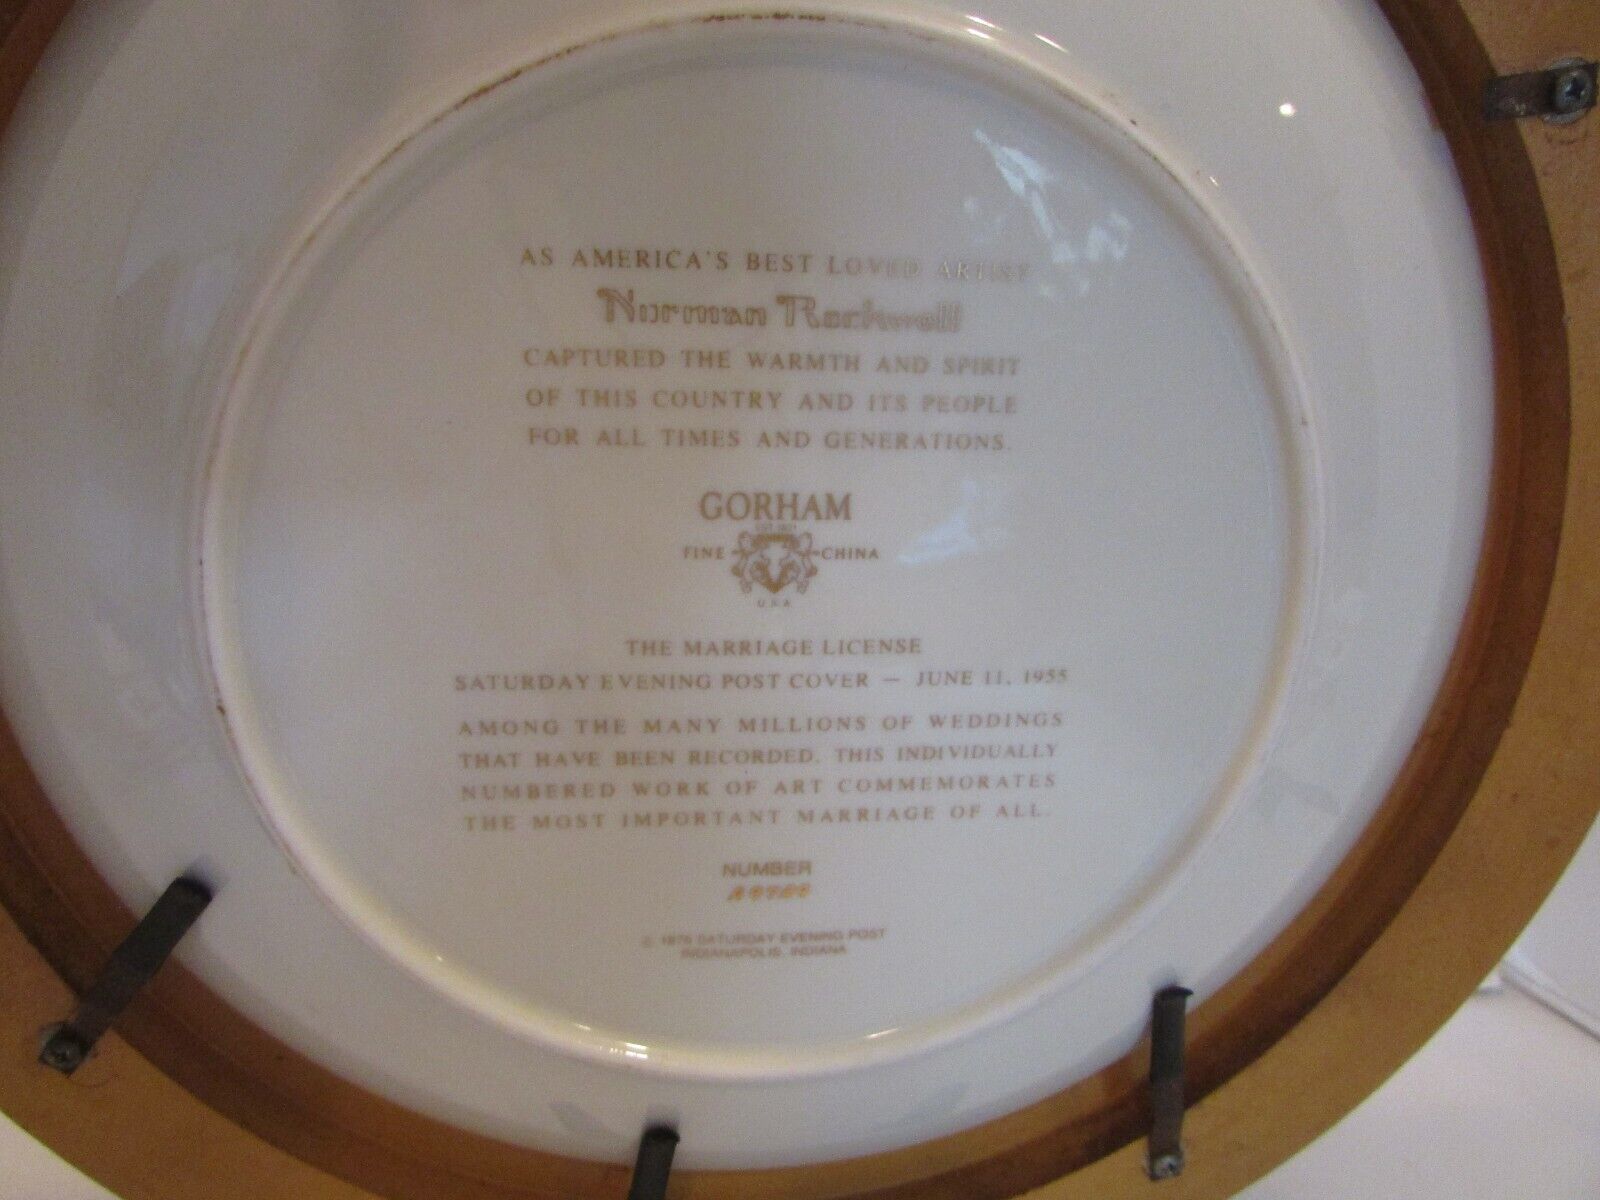 AS AMERICA'S BEST LOVED ARTIST
Norman Rockwell
CAPTURED THE WARMTH AND SPIRIT
OF THIS COUNTRY AND ITS PEOPLE
FOR ALL TIMES AND GENERATIONS.
GORHAM
FINE CHINA
U.S.A.
THE MARRIAGE LICENSE
SATURDAY EVENING POST COVER — JUNE 11, 1955
AMONG THE MANY MILLIONS OF WEDDINGS
THAT HAVE BEEN RECORDED, THIS INDIVIDUALLY
NUMBERED WORK OF ART COMMEMORATES
THE MOST IMPORTANT MARRIAGE OF ALL.
NUMBER
© 1976 SATURDAY EVENING POST
INDIANAPOLIS, INDIANA